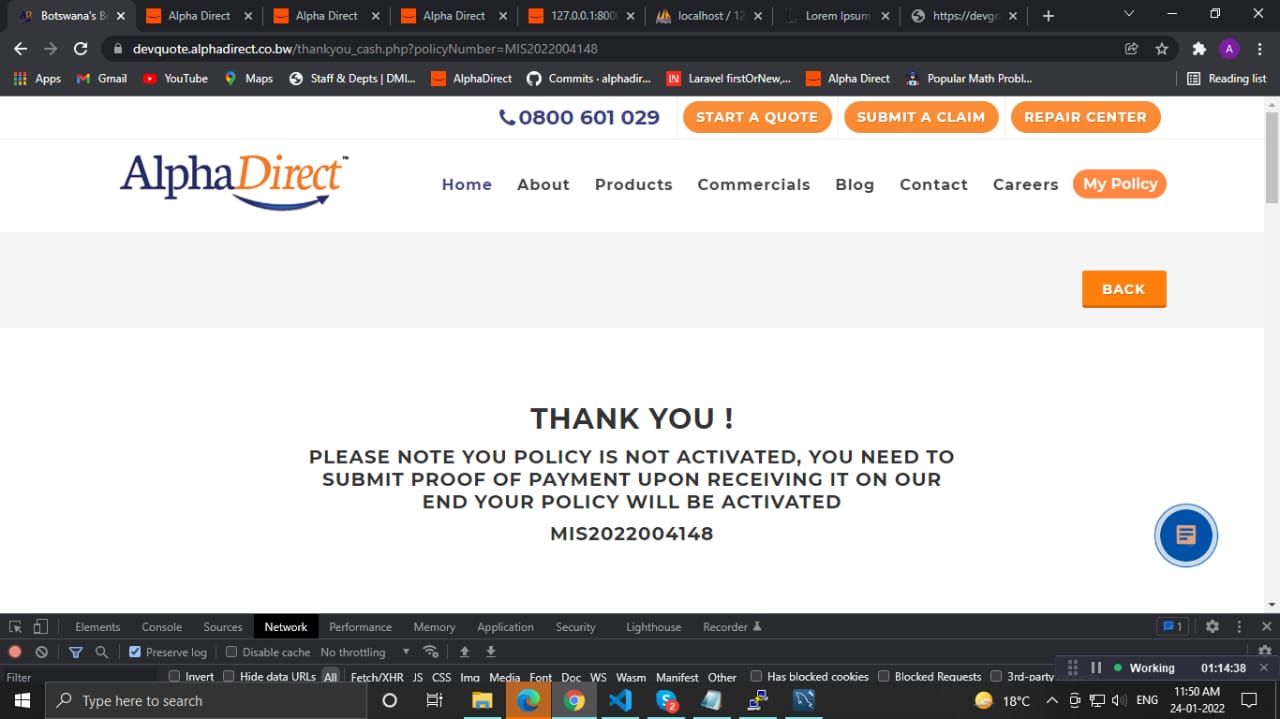 Botswana's Be
Alpha Direct
Alpha Direct
Alpha Direct
127.0.0.1:800
localhost / 12
Lorem Ipsum
https://devgr
devquote.alphadirect.co.bw/thankyou_cash.php?policyNumber=MIS2022004148
A
Apps Gmail YouTube Maps Staff & Depts | DMI... AlphaDirect Commits · alphadir... Laravel firstOrNew,... Alpha Direct Popular Math Probl... Reading list
0800 601 029 START A QUOTE SUBMIT A CLAIM REPAIR CENTER
AlphaDirect™
Home About Products Commercials Blog Contact Careers My Policy
BACK
THANK YOU !
PLEASE NOTE YOU POLICY IS NOT ACTIVATED, YOU NEED TO
SUBMIT PROOF OF PAYMENT UPON RECEIVING IT ON OUR
END YOUR POLICY WILL BE ACTIVATED
MIS2022004148
Elements Console Sources Network Performance Memory Application Security Lighthouse Recorder 1
Preserve log Disable cache No throttling
Working 01:14:38
Filter Invert Hide data URLs All Fetch/XHR JS CSS Img Media Font Doc WS Wasm Manifest Other Has blocked cookies Blocked Requests 3rd-party
Type here to search
2
18°C
ENG
11:50 AM
24-01-2022